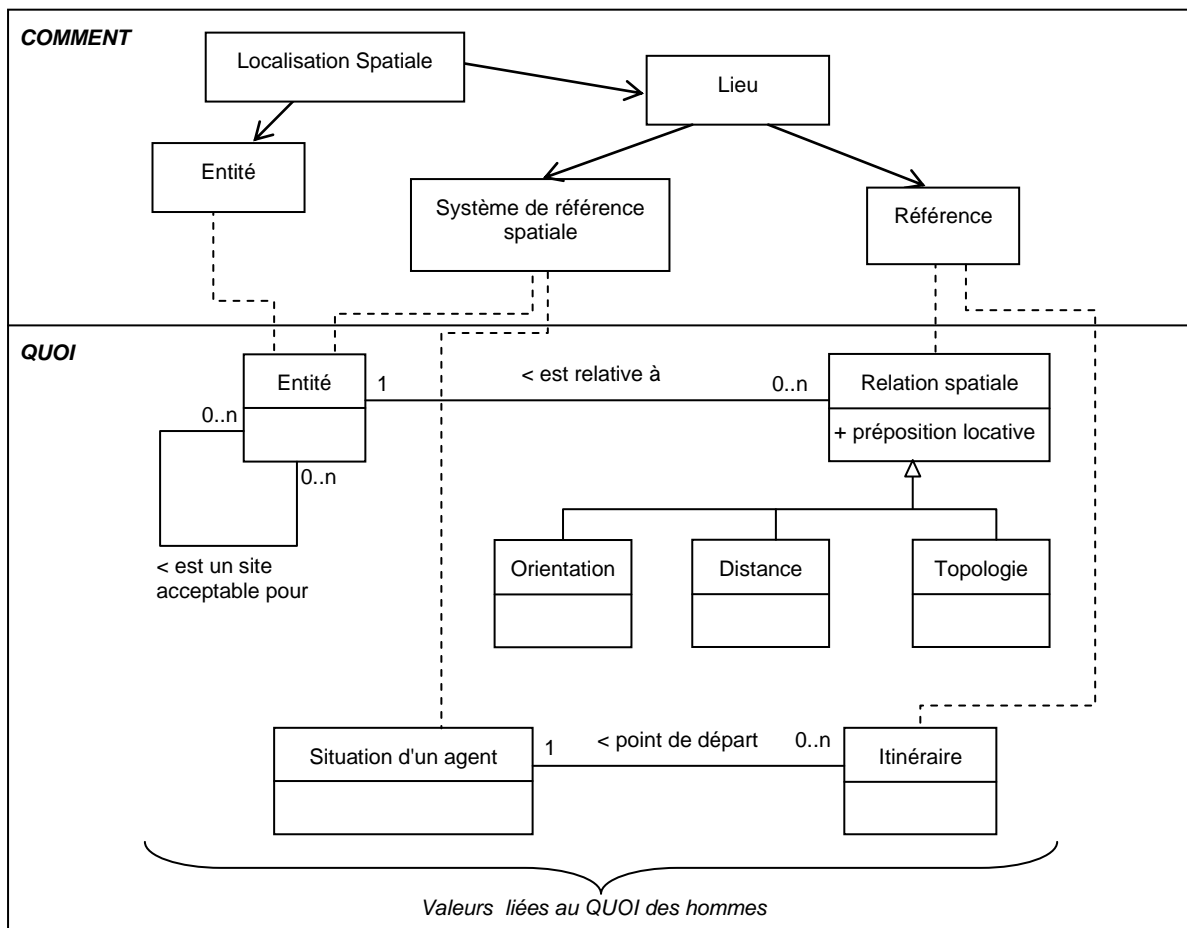 COMMENT
Localisation Spatiale
Lieu
Entité
Système de référence
spatiale
Référence
QUOI
Entité
1
< est relative à
0..n
Relation spatiale
+ préposition locative
0..n
0..n
< est un site
acceptable pour
Orientation
Distance
Topologie
Situation d'un agent
1
< point de départ
0..n
Itinéraire
Valeurs liées au QUOI des hommes